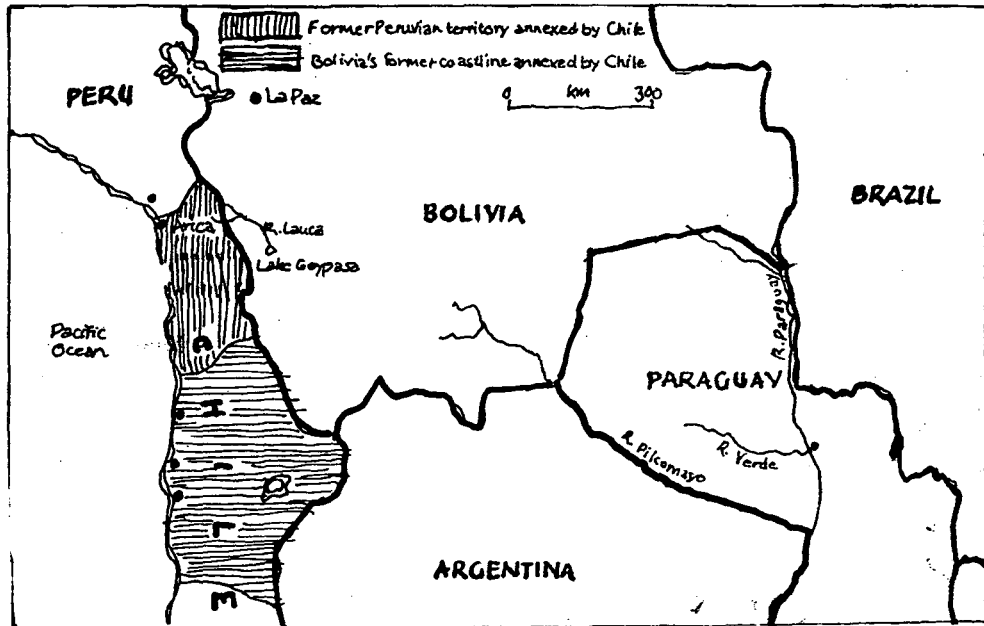 Former Peruvian territory annexed by Chile
Bolivia's former coastline annexed by Chile
0 km 300
PERU
La Paz
BRAZIL
BOLIVIA
Arica
R. Lauca
Lake Coypasa
Pacific
Ocean
R. Paraguay
PARAGUAY
R. Verde
R. Pilcomayo
ARGENTINA
CHILE